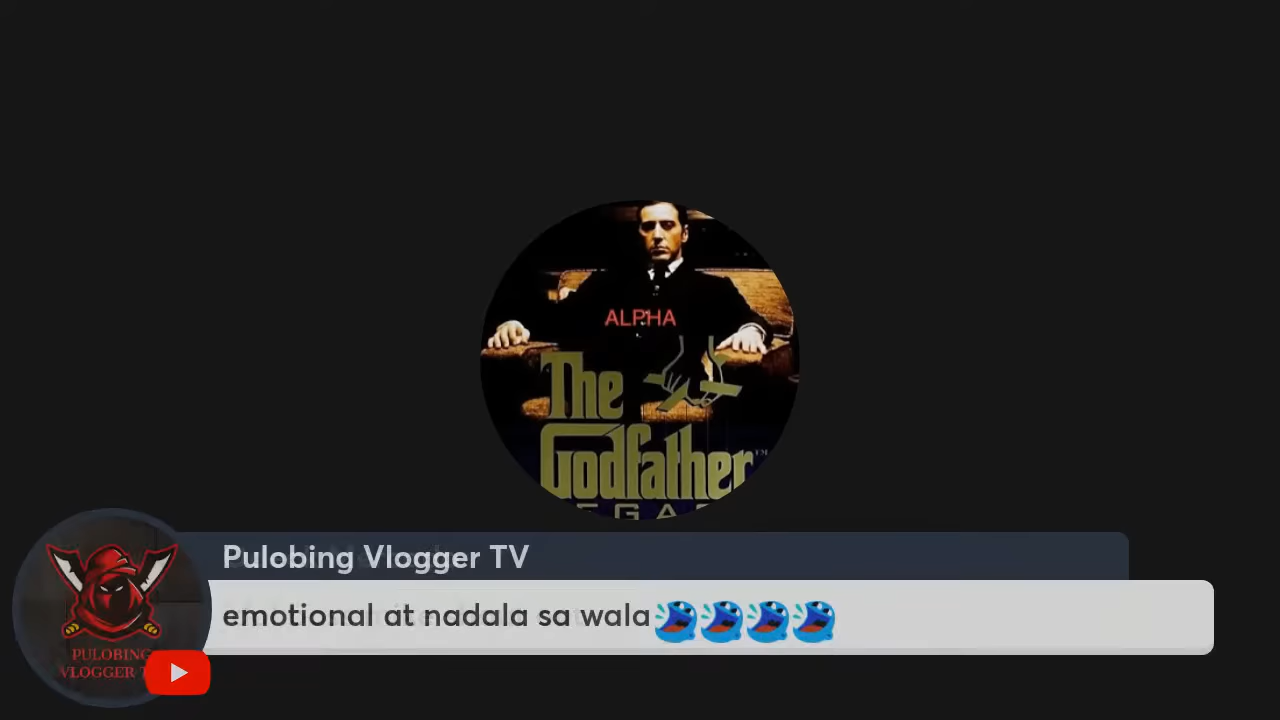 ALPHA
The
Godfather
Pulobing Vlogger TV
emotional at nadala sa wala
PULOBING
VLOGGER